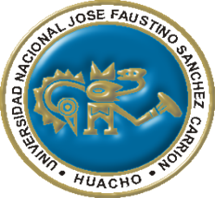 UNIVERSIDAD NACIONAL JOSE FAUSTINO SANCHEZ CARRION
• HUACHO •